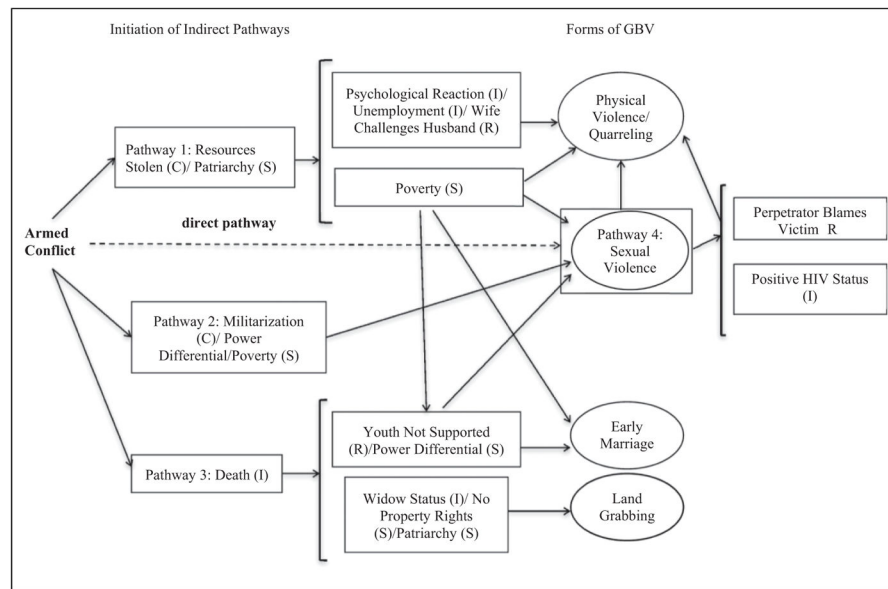 Initiation of Indirect Pathways
Forms of GBV
Psychological Reaction (I)/
Unemployment (I)/ Wife
Challenges Husband (R)
Physical
Violence/
Quarreling
Pathway 1: Resources
Stolen (C)/ Patriarchy (S)
Poverty (S)
direct pathway
Armed
Conflict
Pathway 4:
Sexual
Violence
Perpetrator Blames
Victim R
Positive HIV Status
(I)
Pathway 2: Militarization
(C)/ Power
Differential/Poverty (S)
Youth Not Supported
(R)/Power Differential (S)
Early
Marriage
Pathway 3: Death (I)
Widow Status (I)/ No
Property Rights
(S)/Patriarchy (S)
Land
Grabbing